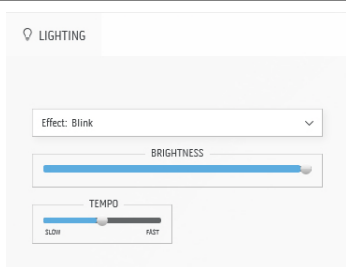 LIGHTING
Effect: Blink
BRIGHTNESS
TEMPO
SLOW FAST